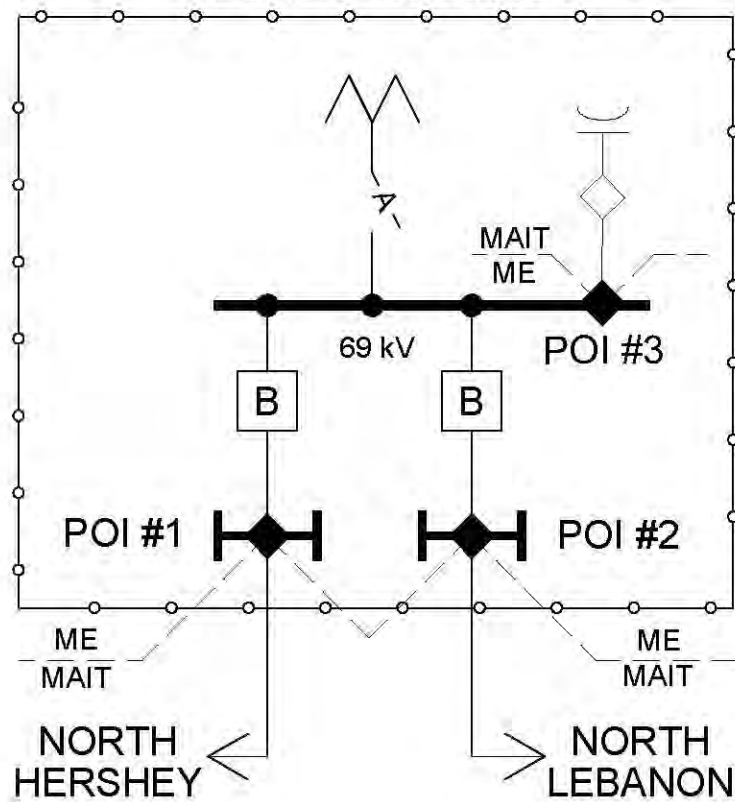 A
MAIT
ME
69 kV
POI #3
B
B
POI #1
POI #2
ME
MAIT
ME
MAIT
NORTH
HERSHEY
NORTH
LEBANON